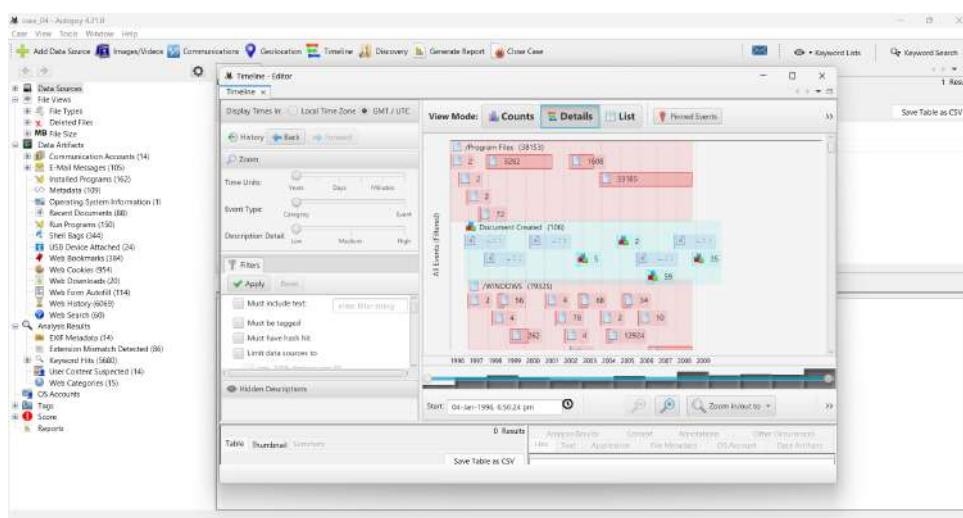 case_04 - Autopsy 4.21.0
Case View Tools Window Help
Add Data Source Images/Videos Communications Geolocation Timeline Discovery Generate Report Close Case Keyword Lists Keyword Search
Data Sources
File Views
File Types
Deleted Files
MB File Size
Data Artifacts
Communication Accounts (14)
E-Mail Messages (105)
Installed Programs (162)
Metadata (109)
Operating System Information (1)
Recent Documents (88)
Run Programs (150)
Shell Bags (344)
USB Device Attached (24)
Web Bookmarks (384)
Web Cookies (954)
Web Downloads (20)
Web Form Autofill (114)
Web History (6069)
Web Search (60)
Analysis Results
EXIF Metadata (14)
Extension Mismatch Detected (86)
Keyword Hits (5680)
User Content Suspected (14)
Web Categories (15)
OS Accounts
Tags
Score
Reports
Timeline - Editor
Timeline
Display Times In: Local Time Zone GMT / UTC
History Back Forward
Zoom
Time Units: Years Days Minutes
Event Type: Category Event
Description Detail: Low Medium High
Filters
Apply Reset
Must include text: enter filter string
Must be tagged
Must have hash hit
Limit data sources to
Hidden Descriptions
View Mode: Counts Details List Pinned Events
All Events (Filtered)
/Program Files (38153)
2 3282 1608
2 33185
2
72
Document Created (106)
2
5 35
59
/WINDOWS (19325)
2 56 4 68 34
4 78 2 10
262 4 12924
1996 1997 1998 1999 2000 2001 2002 2003 2004 2005 2006 2007 2008 2009
Start: 04-Jan-1996, 6:56:24 pm Zoom in/out to
0 Results
Table Thumbnail Summary
Save Table as CSV
Analysis Results Context Annotations Other Occurrences
Hex Text Application File Metadata OS Account Data Artifacts
1 Resu
Save Table as CSV